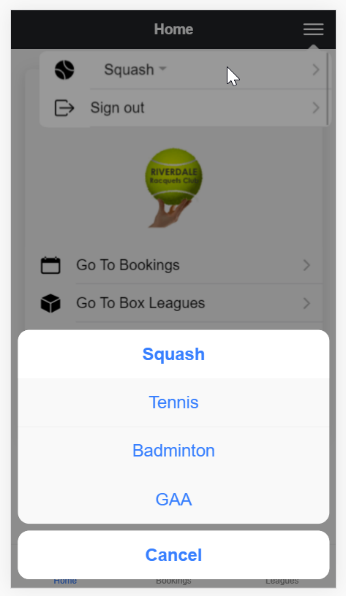 Home
Squash
Sign out
RIVERDALE
Racquets Club
Go To Bookings
Go To Box Leagues
Squash
Tennis
Badminton
GAA
Cancel
Home Bookings Leagues